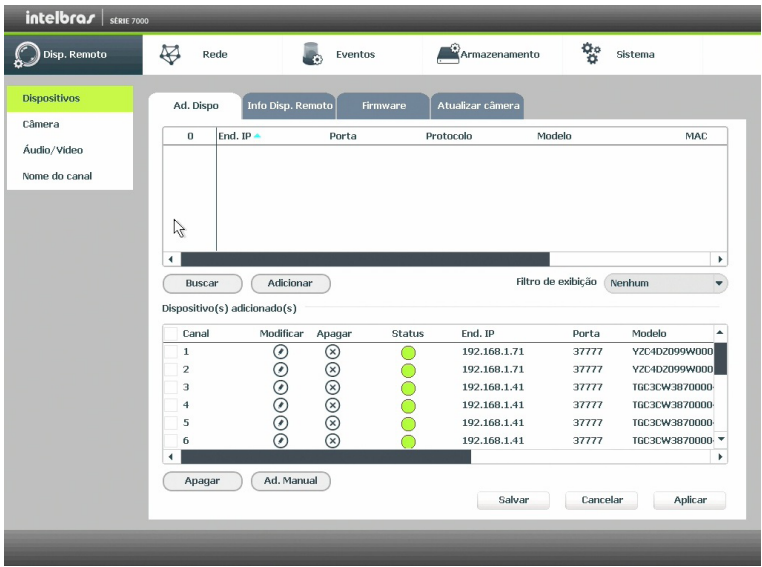 intelbras SÉRIE 7000
Disp. Remoto Rede Eventos Armazenamento Sistema
Dispositivos
Câmera
Áudio/Video
Nome do canal
Ad. Dispo Info Disp. Remoto Firmware Atualizar câmera
0 End. IP Porta Protocolo Modelo MAC
Buscar Adicionar Filtro de exibição Nenhum
Dispositivo(s) adicionado(s)
Canal Modificar Apagar Status End. IP Porta Modelo
1 192.168.1.71 37777 YZC4DZ099W000
2 192.168.1.71 37777 YZC4DZ099W000
3 192.168.1.41 37777 TGC3CW3870000
4 192.168.1.41 37777 TGC3CW3870000
5 192.168.1.41 37777 TGC3CW3870000
6 192.168.1.41 37777 TGC3CW3870000
Apagar Ad. Manual
Salvar Cancelar Aplicar